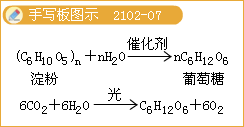 手写板图示 2102-07
催化剂
(C₆H₁₀O₅)ₙ+nH₂O⟶nC₆H₁₂O₆
淀粉 葡萄糖
光
6CO₂+6H₂O⟶C₆H₁₂O₆+6O₂